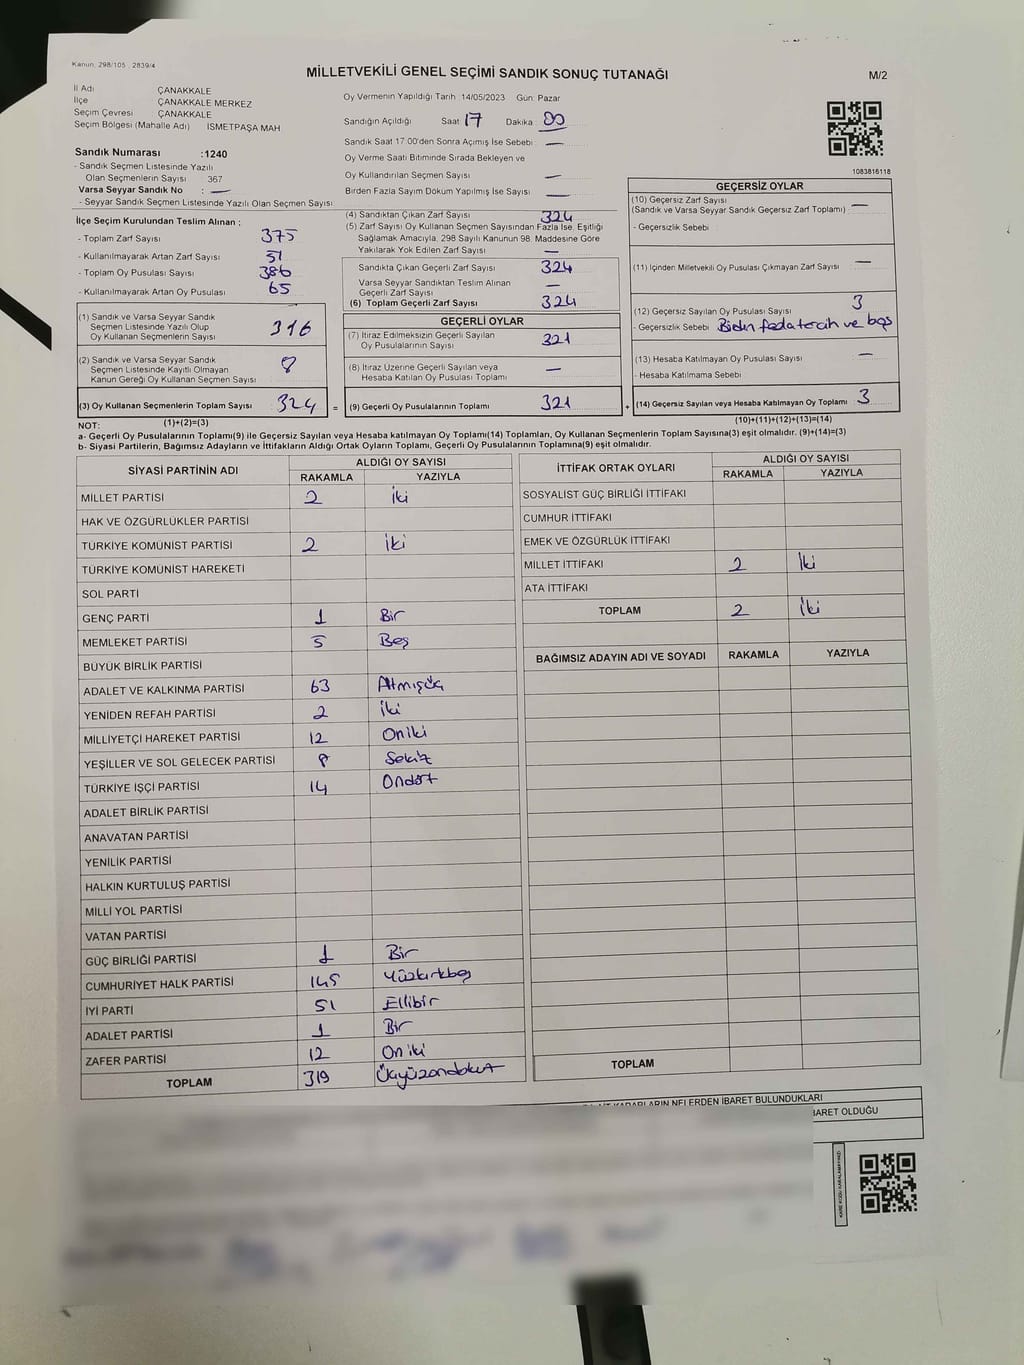 Kanun: 298/105 , 2839/4
MİLLETVEKİLİ GENEL SEÇİMİ SANDIK SONUÇ TUTANAĞI
M/2
İl Adı ÇANAKKALE
İlçe ÇANAKKALE MERKEZ
Seçim Çevresi ÇANAKKALE
Seçim Bölgesi (Mahalle Adı) İSMETPAŞA MAH
Sandık Numarası :1240
- Sandık Seçmen Listesinde Yazılı
Olan Seçmenlerin Sayısı 367
Varsa Seyyar Sandık No : —
- Seyyar Sandık Seçmen Listesinde Yazılı Olan Seçmen Sayısı:
Oy Vermenin Yapıldığı Tarih :14/05/2023 Gün: Pazar
Sandığın Açıldığı Saat 17 Dakika 00
Sandık Saat 17:00'den Sonra Açımış İse Sebebi: —
Oy Verme Saati Bitiminde Sırada Bekleyen ve
Oy Kullandırılan Seçmen Sayısı —
Birden Fazla Sayım Döküm Yapılmış İse Sayısı —
1083816118
İlçe Seçim Kurulundan Teslim Alınan :
- Toplam Zarf Sayısı 375
- Kullanılmayarak Artan Zarf Sayısı 51
- Toplam Oy Pusulası Sayısı 386
- Kullanılmayarak Artan Oy Pusulası 65
(1) Sandık ve Varsa Seyyar Sandık
Seçmen Listesinde Yazılı Olup
Oy Kullanan Seçmenlerin Sayısı 316
(2) Sandık ve Varsa Seyyar Sandık
Seçmen Listesinde Kayıtlı Olmayan
Kanun Gereği Oy Kullanan Seçmen Sayısı 8
(3) Oy Kullanan Seçmenlerin Toplam Sayısı 324 =
(1)+(2)=(3)
(4) Sandıktan Çıkan Zarf Sayısı 324
(5) Zarf Sayısı Oy Kullanan Seçmen Sayısından Fazla İse, Eşitliği
Sağlamak Amacıyla, 298 Sayılı Kanunun 98. Maddesine Göre
Yakılarak Yok Edilen Zarf Sayısı —
Sandıkta Çıkan Geçerli Zarf Sayısı 324
Varsa Seyyar Sandıktan Teslim Alınan
Geçerli Zarf Sayısı —
(6) Toplam Geçerli Zarf Sayısı 324
GEÇERLİ OYLAR
(7) İtiraz Edilmeksizin Geçerli Sayılan
Oy Pusulalarının Sayısı 321
(8) İtiraz Üzerine Geçerli Sayılan veya
Hesaba Katılan Oy Pusulası Toplamı —
(9) Geçerli Oy Pusulalarının Toplamı 321 +
GEÇERSİZ OYLAR
(10) Geçersiz Zarf Sayısı
(Sandık ve Varsa Seyyar Sandık Geçersiz Zarf Toplamı) : —
- Geçersizlik Sebebi :
(11) İçinden Milletvekili Oy Pusulası Çıkmayan Zarf Sayısı —
(12) Geçersiz Sayılan Oy Pusulası Sayısı 3
- Geçersizlik Sebebi
(13) Hesaba Katılmayan Oy Pusulası Sayısı —
- Hesaba Katılmama Sebebi
(14) Geçersiz Sayılan veya Hesaba Katılmayan Oy Toplamı 3
(10)+(11)+(12)+(13)=(14)
NOT:
a- Geçerli Oy Pusulalarının Toplamı(9) ile Geçersiz Sayılan veya Hesaba katılmayan Oy Toplamı(14) Toplamları, Oy Kullanan Seçmenlerin Toplam Sayısına(3) eşit olmalıdır. (9)+(14)=(3)
b- Siyasi Partilerin, Bağımsız Adayların ve İttifakların Aldığı Ortak Oyların Toplamı, Geçerli Oy Pusulalarının Toplamına(9) eşit olmalıdır.
SİYASİ PARTİNİN ADI ALDIĞI OY SAYISI
RAKAMLA YAZIYLA
MİLLET PARTİSİ 2 İki
HAK VE ÖZGÜRLÜKLER PARTİSİ
TÜRKİYE KOMÜNİST PARTİSİ 2 İki
TÜRKİYE KOMÜNİST HAREKETİ
SOL PARTİ
GENÇ PARTİ 1 Bir
MEMLEKET PARTİSİ 5 Beş
BÜYÜK BİRLİK PARTİSİ
ADALET VE KALKINMA PARTİSİ 63 Altmışüç
YENİDEN REFAH PARTİSİ 2 İki
MİLLİYETÇİ HAREKET PARTİSİ 12 Oniki
YEŞİLLER VE SOL GELECEK PARTİSİ 8 Sekiz
TÜRKİYE İŞÇİ PARTİSİ 14 Ondört
ADALET BİRLİK PARTİSİ
ANAVATAN PARTİSİ
YENİLİK PARTİSİ
HALKIN KURTULUŞ PARTİSİ
MİLLİ YOL PARTİSİ
VATAN PARTİSİ
GÜÇ BİRLİĞİ PARTİSİ 1 Bir
CUMHURİYET HALK PARTİSİ 145 Yüzkırkbeş
İYİ PARTİ 51 Ellibir
ADALET PARTİSİ 1 Bir
ZAFER PARTİSİ 12 On iki
TOPLAM 319 Üçyüzondokuz
İTTİFAK ORTAK OYLARI ALDIĞI OY SAYISI
RAKAMLA YAZIYLA
SOSYALİST GÜÇ BİRLİĞİ İTTİFAKI
CUMHUR İTTİFAKI
EMEK VE ÖZGÜRLÜK İTTİFAKI
MİLLET İTTİFAKI 2 İki
ATA İTTİFAKI
TOPLAM 2 İki
BAĞIMSIZ ADAYIN ADI VE SOYADI RAKAMLA YAZIYLA
TOPLAM
KARARLARIN NELERDEN İBARET BULUNDUKLARI
İBARET OLDUĞU